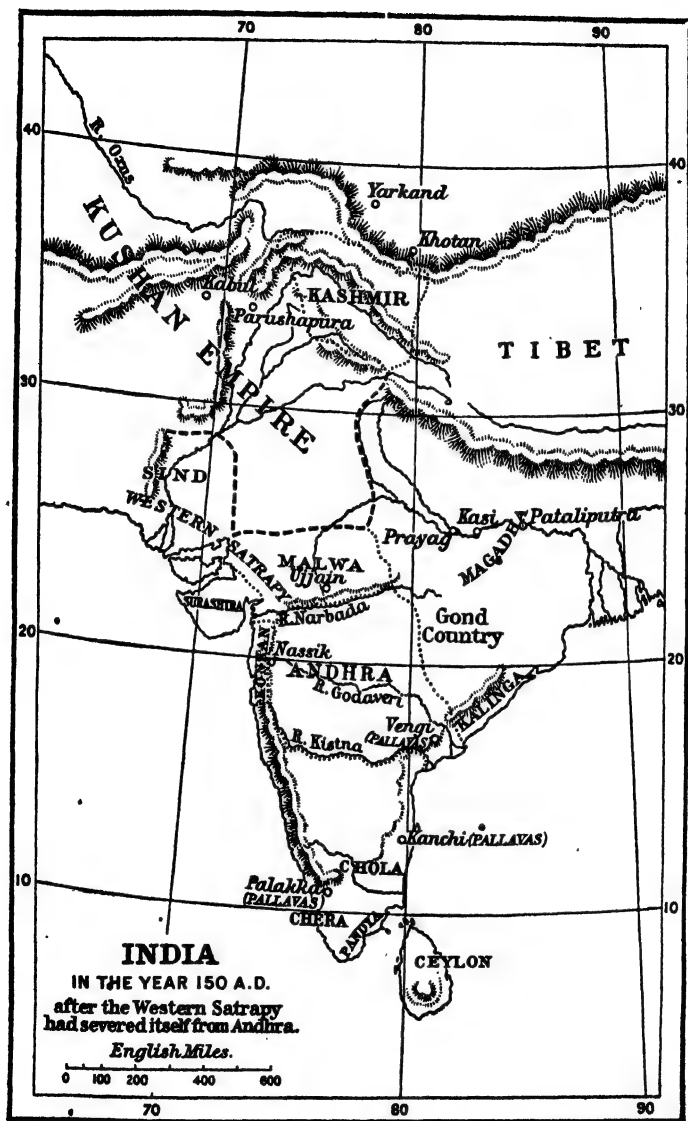 70 80 90
40 40
R. Oxus
Yarkand
KUSHAN EMPIRE
Khotan
Kabul
KASHMIR
Parushapura
TIBET
30 30
SIND
WESTERN SATRAPY
Prayag
Kasi
Pataliputra
MAGADHA
MALWA
Ujjain
SURASHTRA
R. Narbada
Gond
Country
20 20
KONKAN
Nassik
ANDHRA
R. Godaveri
KALINGA
Vengi
(PALLAVAS)
R. Kistna
Kanchi (PALLAVAS)
CHOLA
10 10
Palakka
(PALLAVAS)
CHERA
PANDYA
CEYLON
INDIA
IN THE YEAR 150 A.D.
after the Western Satrapy
had severed itself from Andhra.
English Miles.
0 100 200 400 600
70 80 90